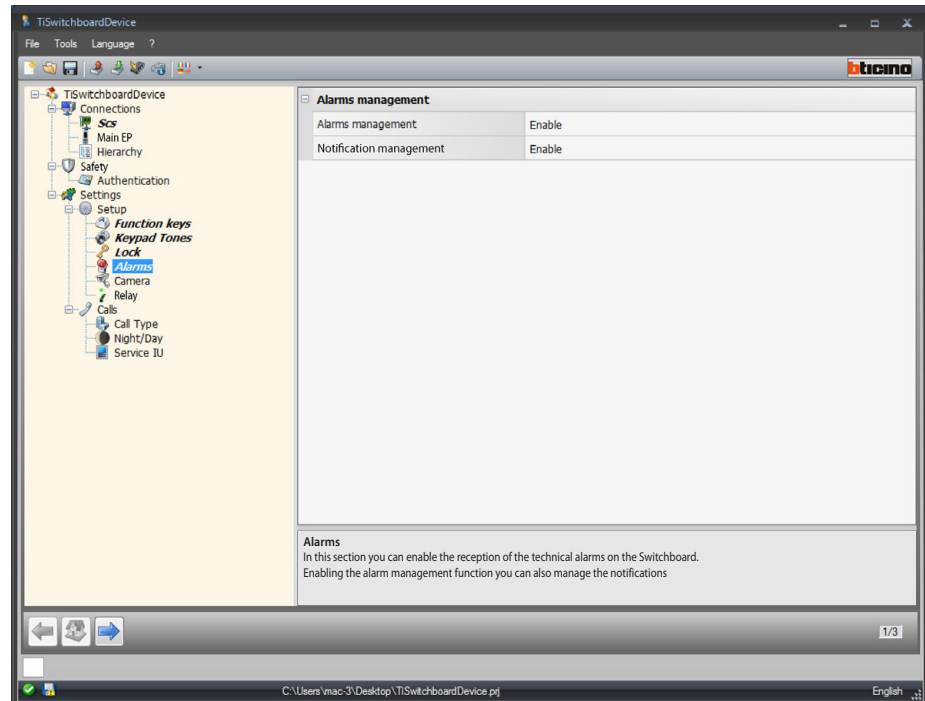 TiSwitchboardDevice
File Tools Language ?
bticino
TiSwitchboardDevice
Connections
Scs
Main EP
Hierarchy
Safety
Authentication
Settings
Setup
Function keys
Keypad Tones
Lock
Alarms
Camera
Relay
Calls
Call Type
Night/Day
Service IU
Alarms management
Alarms management Enable
Notification management Enable
Alarms
In this section you can enable the reception of the technical alarms on the Switchboard.
Enabling the alarm management function you can also manage the notifications
1/3
C:\Users\mac-3\Desktop\TiSwitchboardDevice.prj English